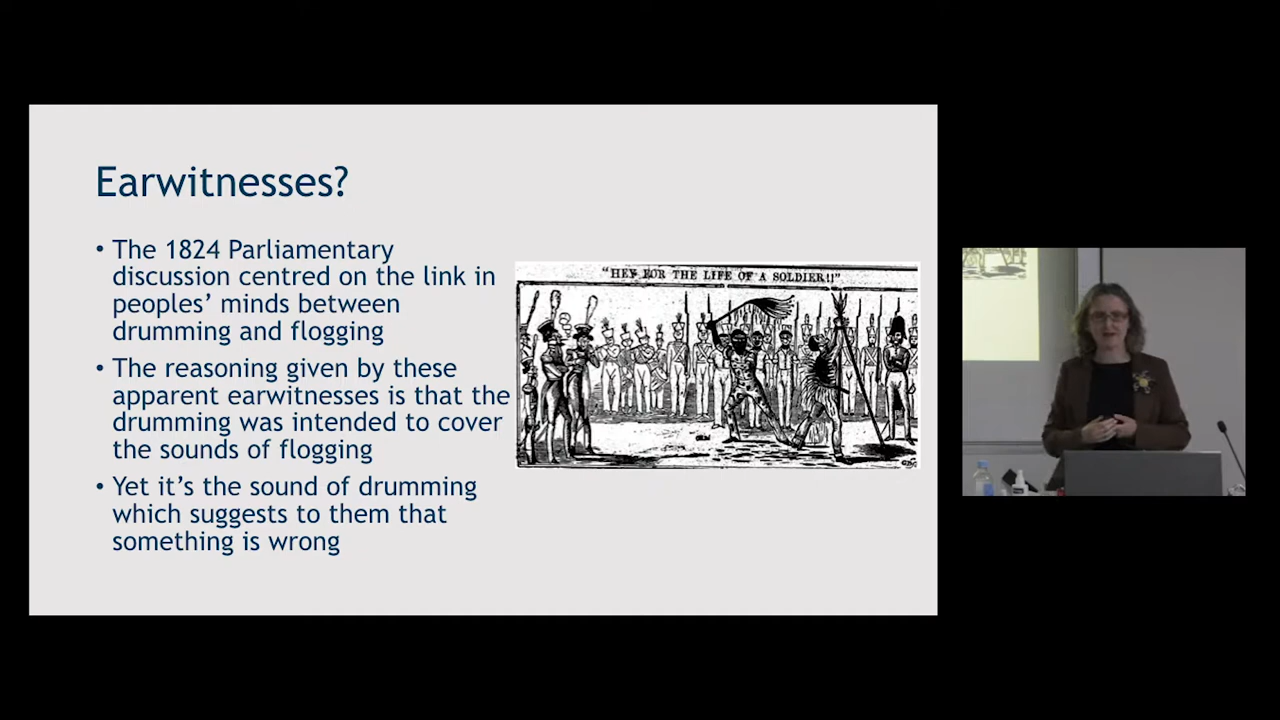 Earwitnesses?
• The 1824 Parliamentary
discussion centred on the link in
peoples’ minds between
drumming and flogging
• The reasoning given by these
apparent earwitnesses is that the
drumming was intended to cover
the sounds of flogging
• Yet it’s the sound of drumming
which suggests to them that
something is wrong
“HEY FOR THE LIFE OF A SOLDIER!!”